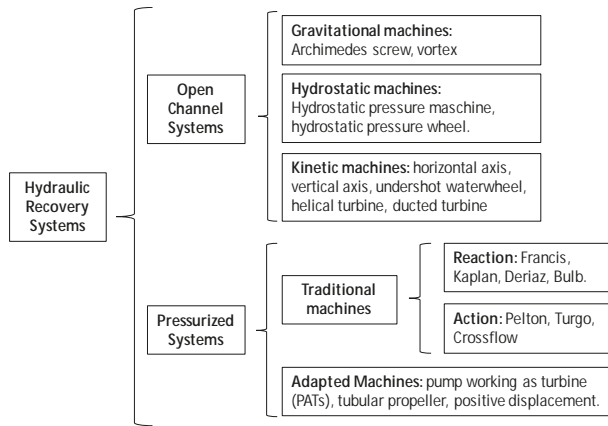 Hydraulic
Recovery
Systems
Open
Channel
Systems
Gravitational machines:
Archimedes screw, vortex
Hydrostatic machines:
Hydrostatic pressure maschine,
hydrostatic pressure wheel.
Kinetic machines: horizontal axis,
vertical axis, undershot waterwheel,
helical turbine, ducted turbine
Pressurized
Systems
Traditional
machines
Reaction: Francis,
Kaplan, Deriaz, Bulb.
Action: Pelton, Turgo,
Crossflow
Adapted Machines: pump working as turbine
(PATs), tubular propeller, positive displacement.